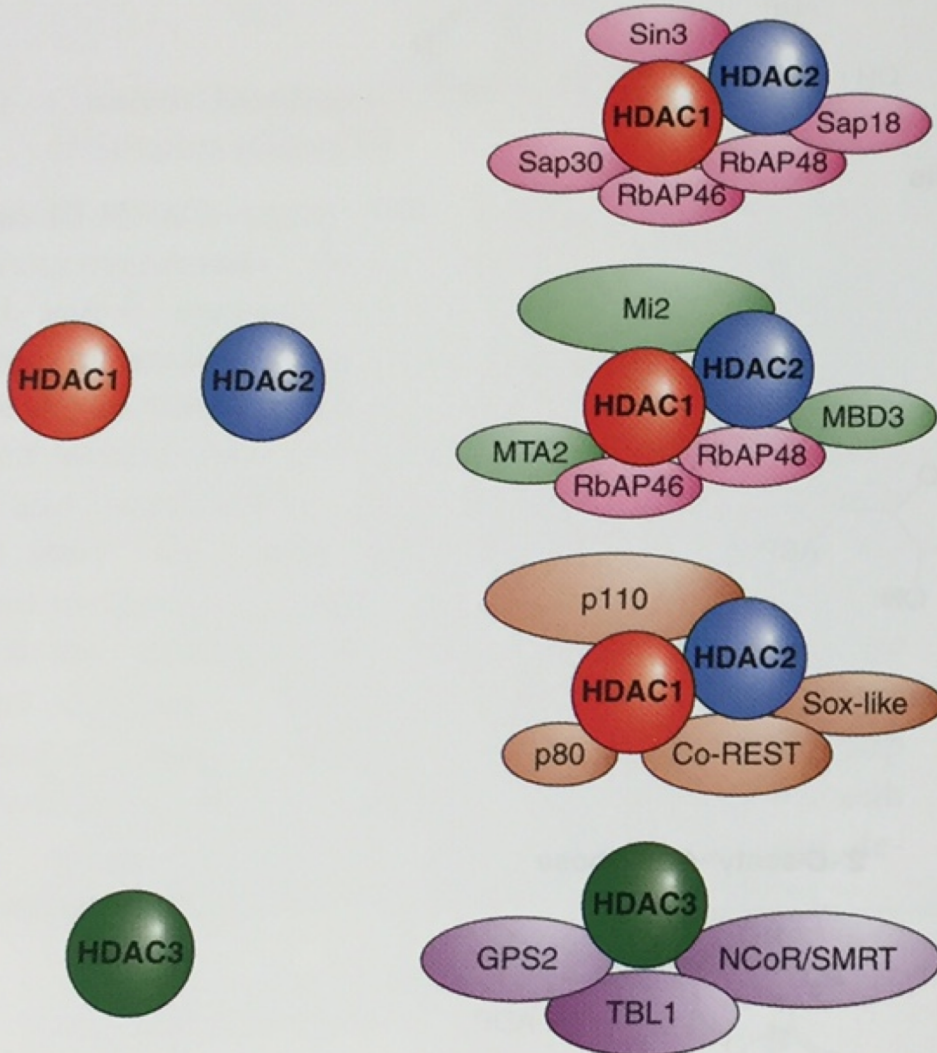 Sin3
HDAC2
HDAC1
Sap18
Sap30
RbAP48
RbAP46
Mi2
HDAC1
HDAC2
HDAC2
HDAC1
MBD3
MTA2
RbAP48
RbAP46
p110
HDAC2
HDAC1
Sox-like
p80
Co-REST
HDAC3
HDAC3
GPS2
NCoR/SMRT
TBL1